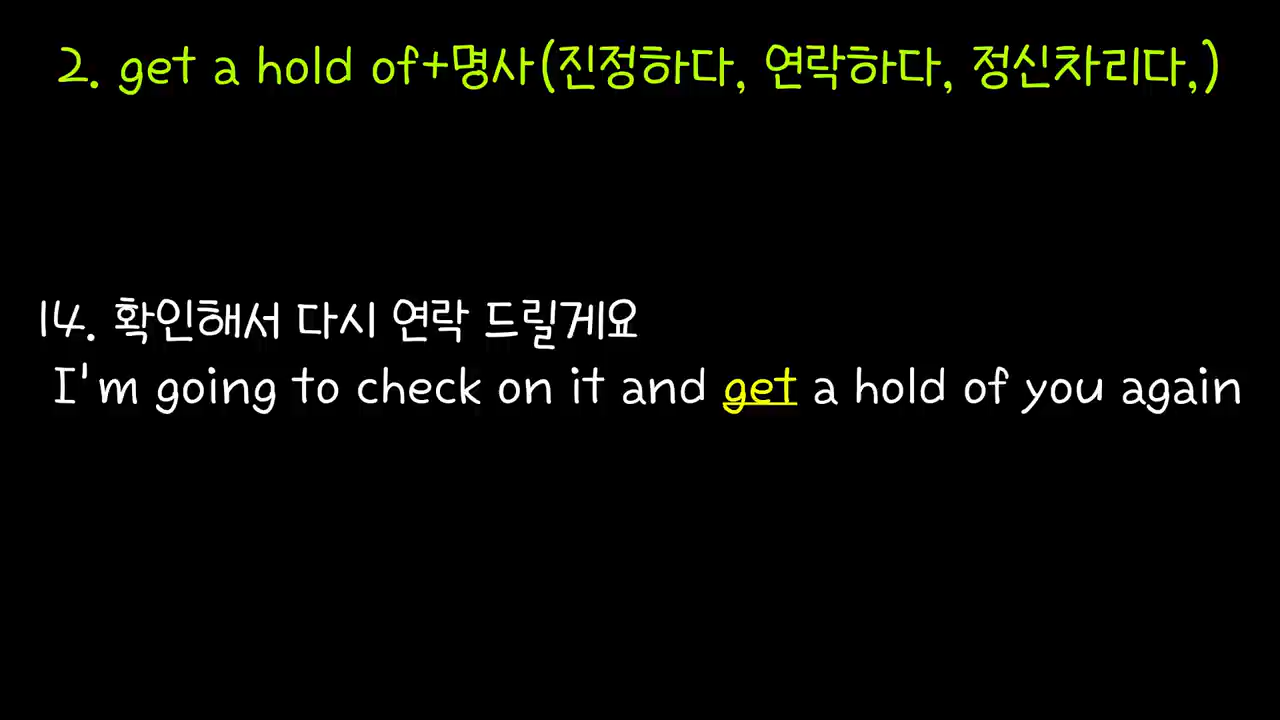 2. get a hold of+명사(진정하다, 연락하다, 정신차리다,)
14. 확인해서 다시 연락 드릴게요
I'm going to check on it and get a hold of you again